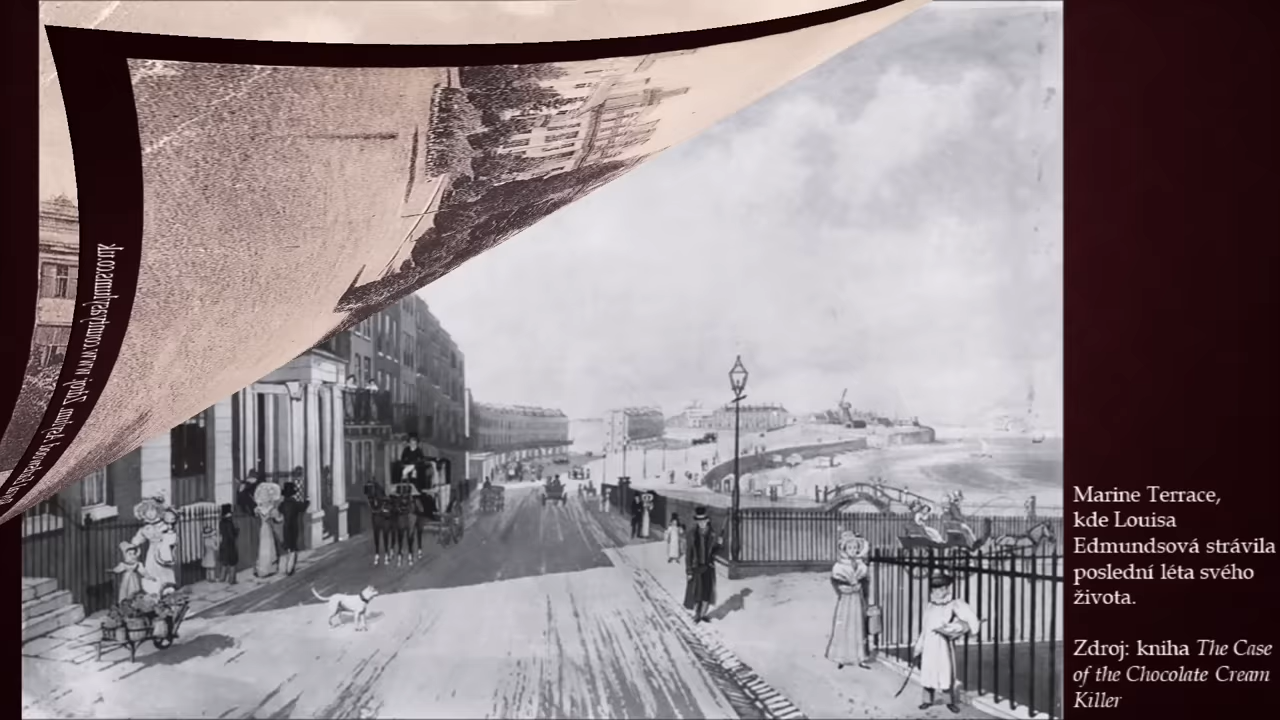 Marine Terrace,
kde Louisa
Edmundsová strávila
poslední léta svého
života.
Zdroj: kniha The Case
of the Chocolate Cream
Killer